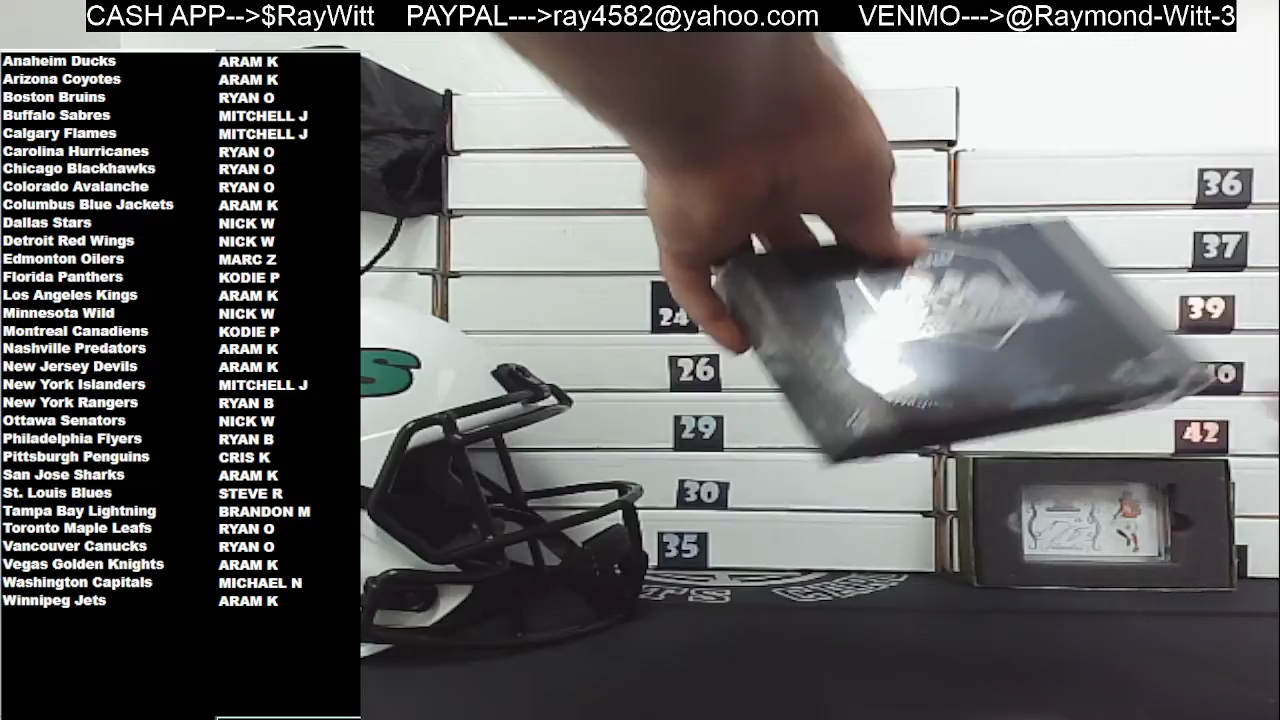 CASH APP-->$RayWitt PAYPAL--->ray4582@yahoo.com VENMO--->@Raymond-Witt-3
Anaheim Ducks ARAM K
Arizona Coyotes ARAM K
Boston Bruins RYAN O
Buffalo Sabres MITCHELL J
Calgary Flames MITCHELL J
Carolina Hurricanes RYAN O
Chicago Blackhawks RYAN O
Colorado Avalanche RYAN O
Columbus Blue Jackets ARAM K
Dallas Stars NICK W
Detroit Red Wings NICK W
Edmonton Oilers MARC Z
Florida Panthers KODIE P
Los Angeles Kings ARAM K
Minnesota Wild NICK W
Montreal Canadiens KODIE P
Nashville Predators ARAM K
New Jersey Devils ARAM K
New York Islanders MITCHELL J
New York Rangers RYAN B
Ottawa Senators NICK W
Philadelphia Flyers RYAN B
Pittsburgh Penguins CRIS K
San Jose Sharks ARAM K
St. Louis Blues STEVE R
Tampa Bay Lightning BRANDON M
Toronto Maple Leafs RYAN O
Vancouver Canucks RYAN O
Vegas Golden Knights ARAM K
Washington Capitals MICHAEL N
Winnipeg Jets ARAM K
S
24
26
29
30
35
36
37
39
40
42